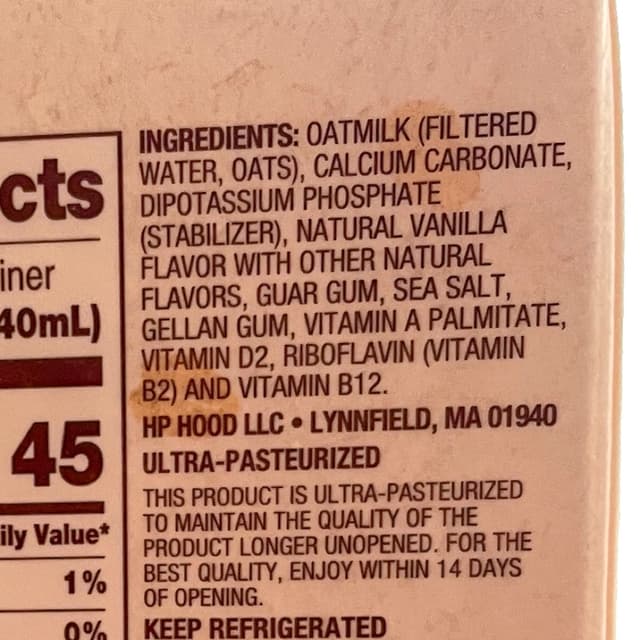 cts
iner
40mL)
45
ily Value*
1%
0%
INGREDIENTS: OATMILK (FILTERED
WATER, OATS), CALCIUM CARBONATE,
DIPOTASSIUM PHOSPHATE
(STABILIZER), NATURAL VANILLA
FLAVOR WITH OTHER NATURAL
FLAVORS, GUAR GUM, SEA SALT,
GELLAN GUM, VITAMIN A PALMITATE,
VITAMIN D2, RIBOFLAVIN (VITAMIN
B2) AND VITAMIN B12.
HP HOOD LLC • LYNNFIELD, MA 01940
ULTRA-PASTEURIZED
THIS PRODUCT IS ULTRA-PASTEURIZED
TO MAINTAIN THE QUALITY OF THE
PRODUCT LONGER UNOPENED. FOR THE
BEST QUALITY, ENJOY WITHIN 14 DAYS
OF OPENING.
KEEP REFRIGERATED